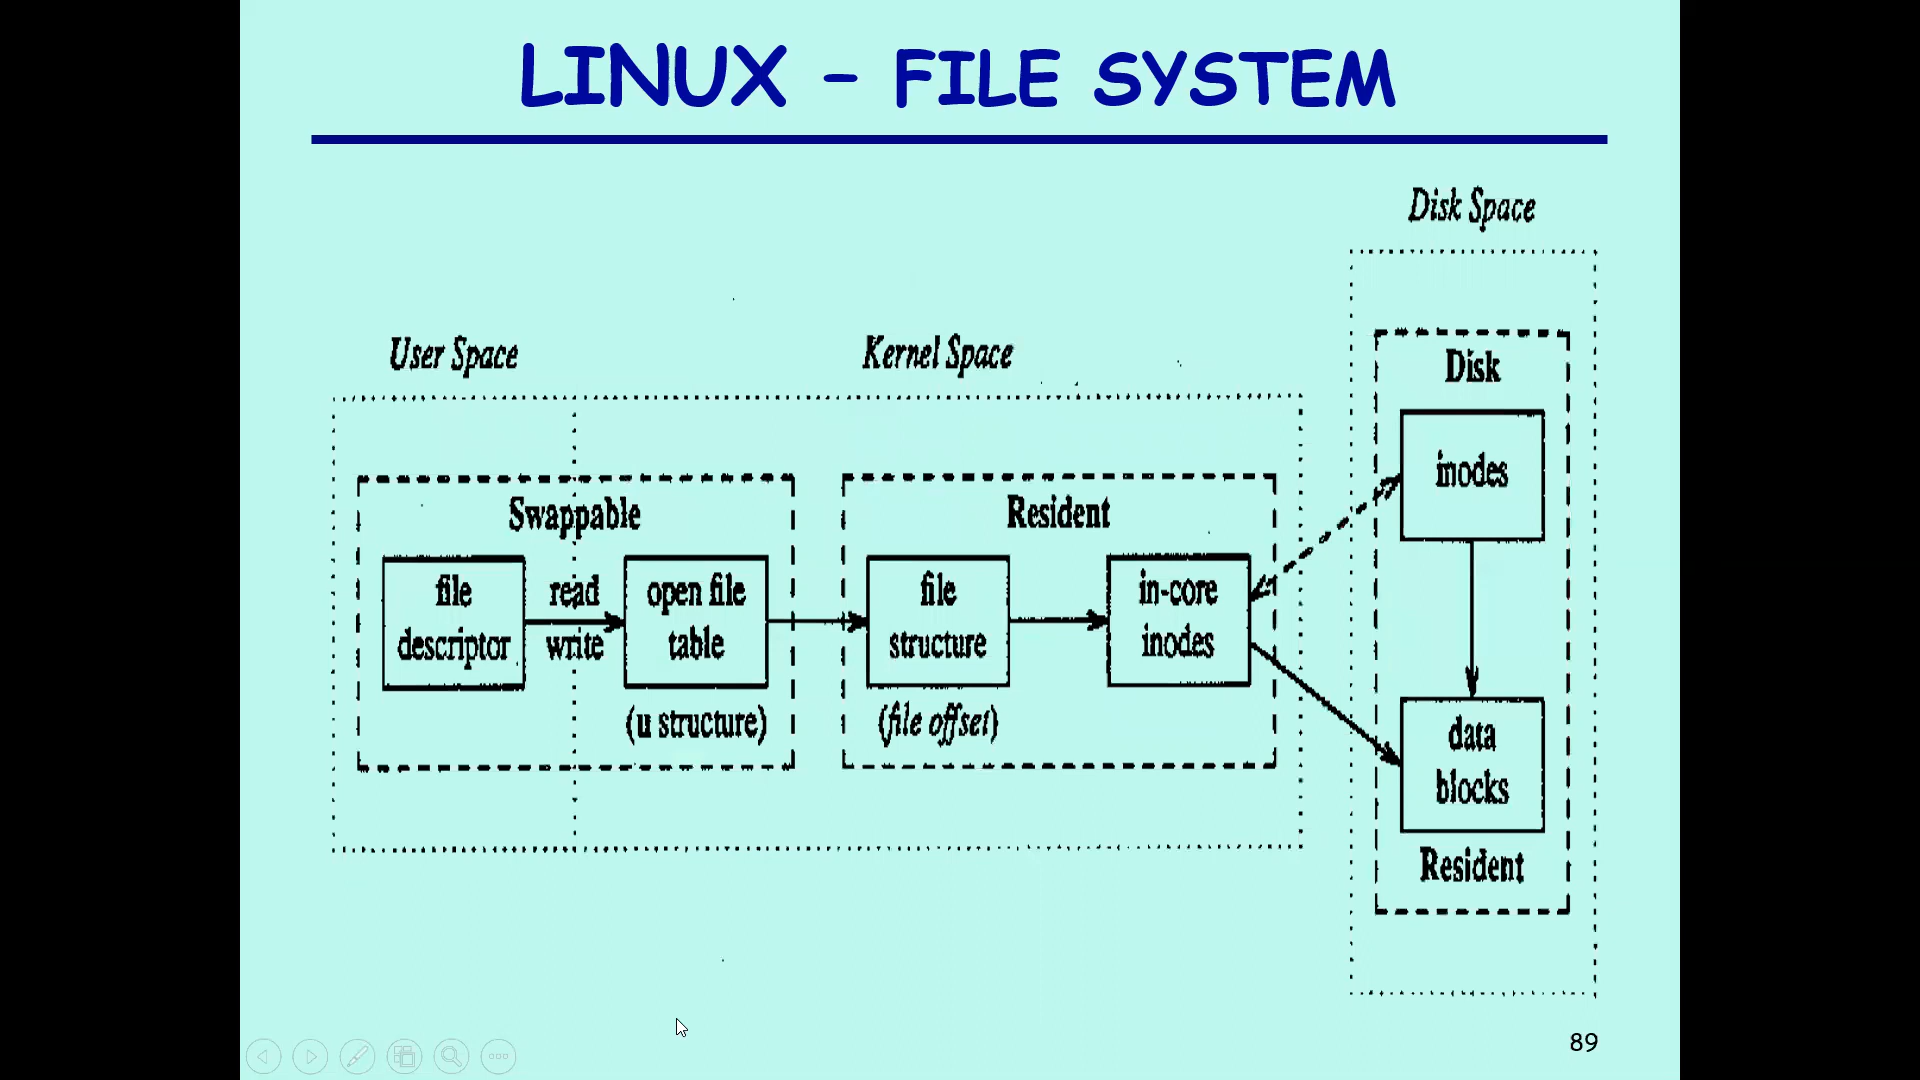 LINUX – FILE SYSTEM
Disk Space
User Space
Kernel Space
Disk
inodes
Swappable
Resident
file
descriptor
read
write
open file
table
(u structure)
file
structure
(file offset)
in-core
inodes
data
blocks
Resident
89